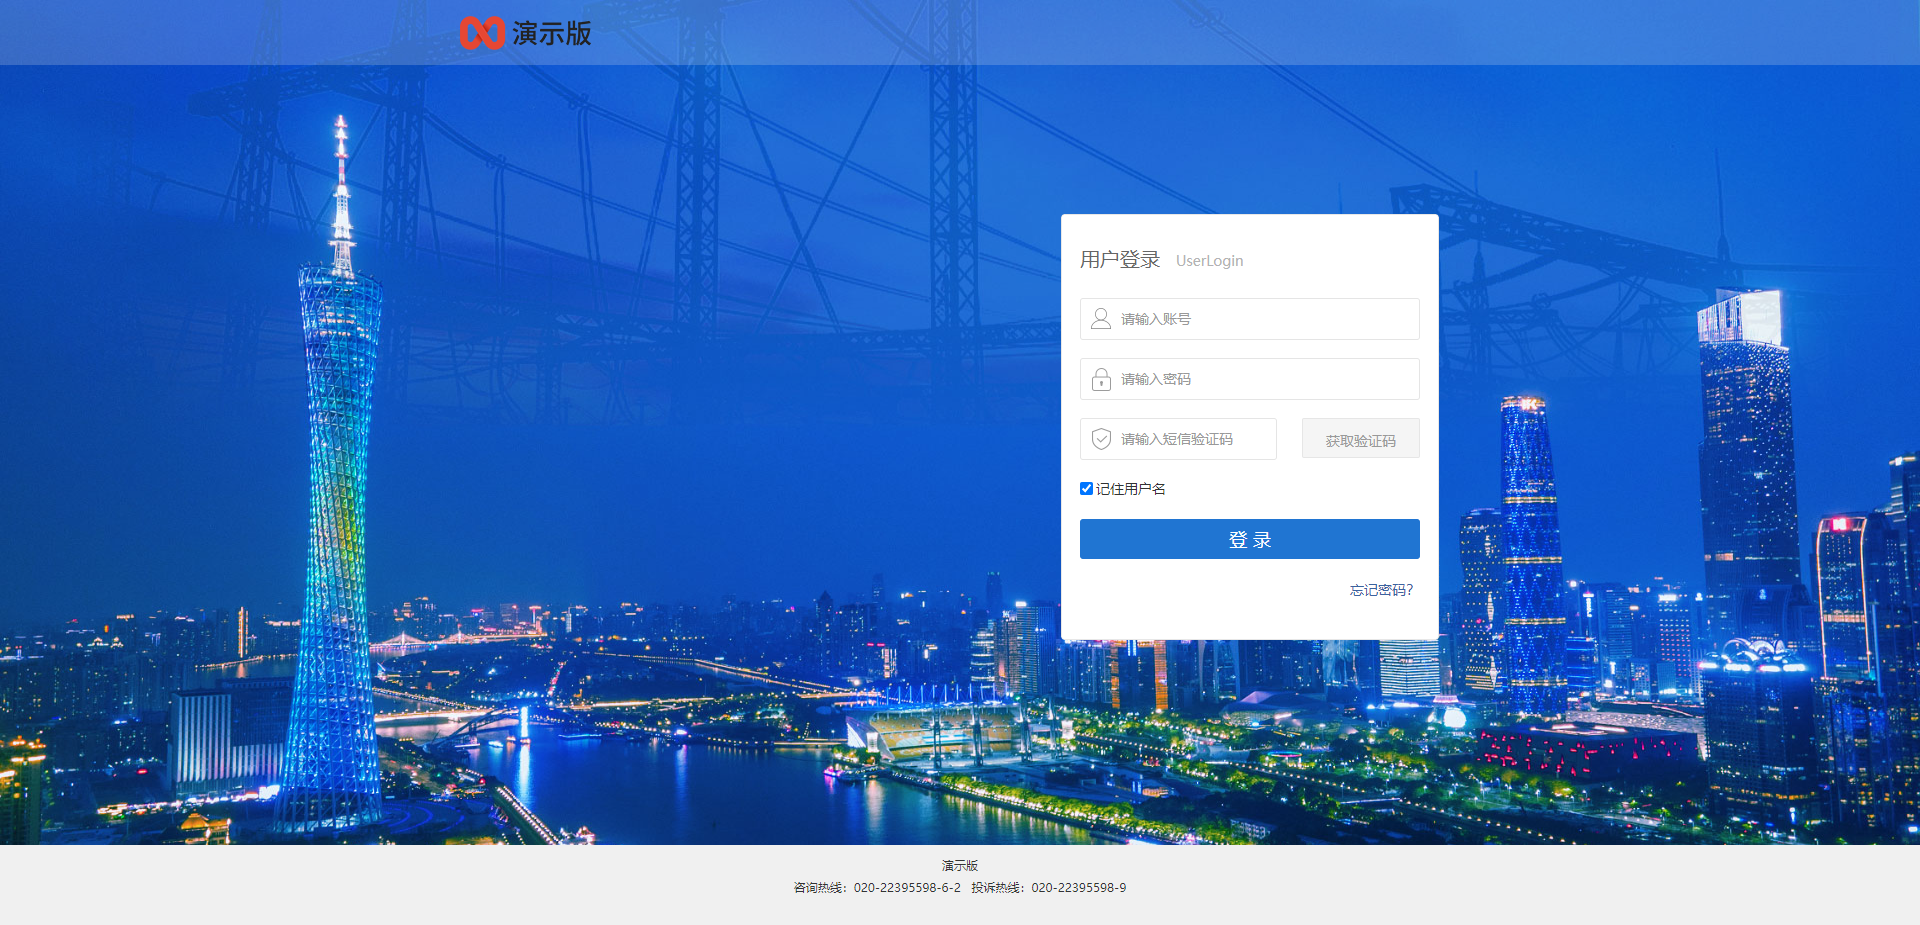 演示版
用户登录 UserLogin
请输入账号
请输入密码
请输入短信验证码 获取验证码
记住用户名
登 录
忘记密码?
演示版
咨询热线：020-22395598-6-2 投诉热线：020-22395598-9